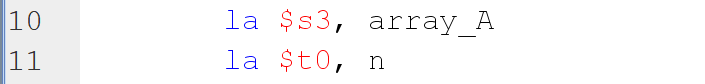 10 la $s3, array_A
11 la $t0, n